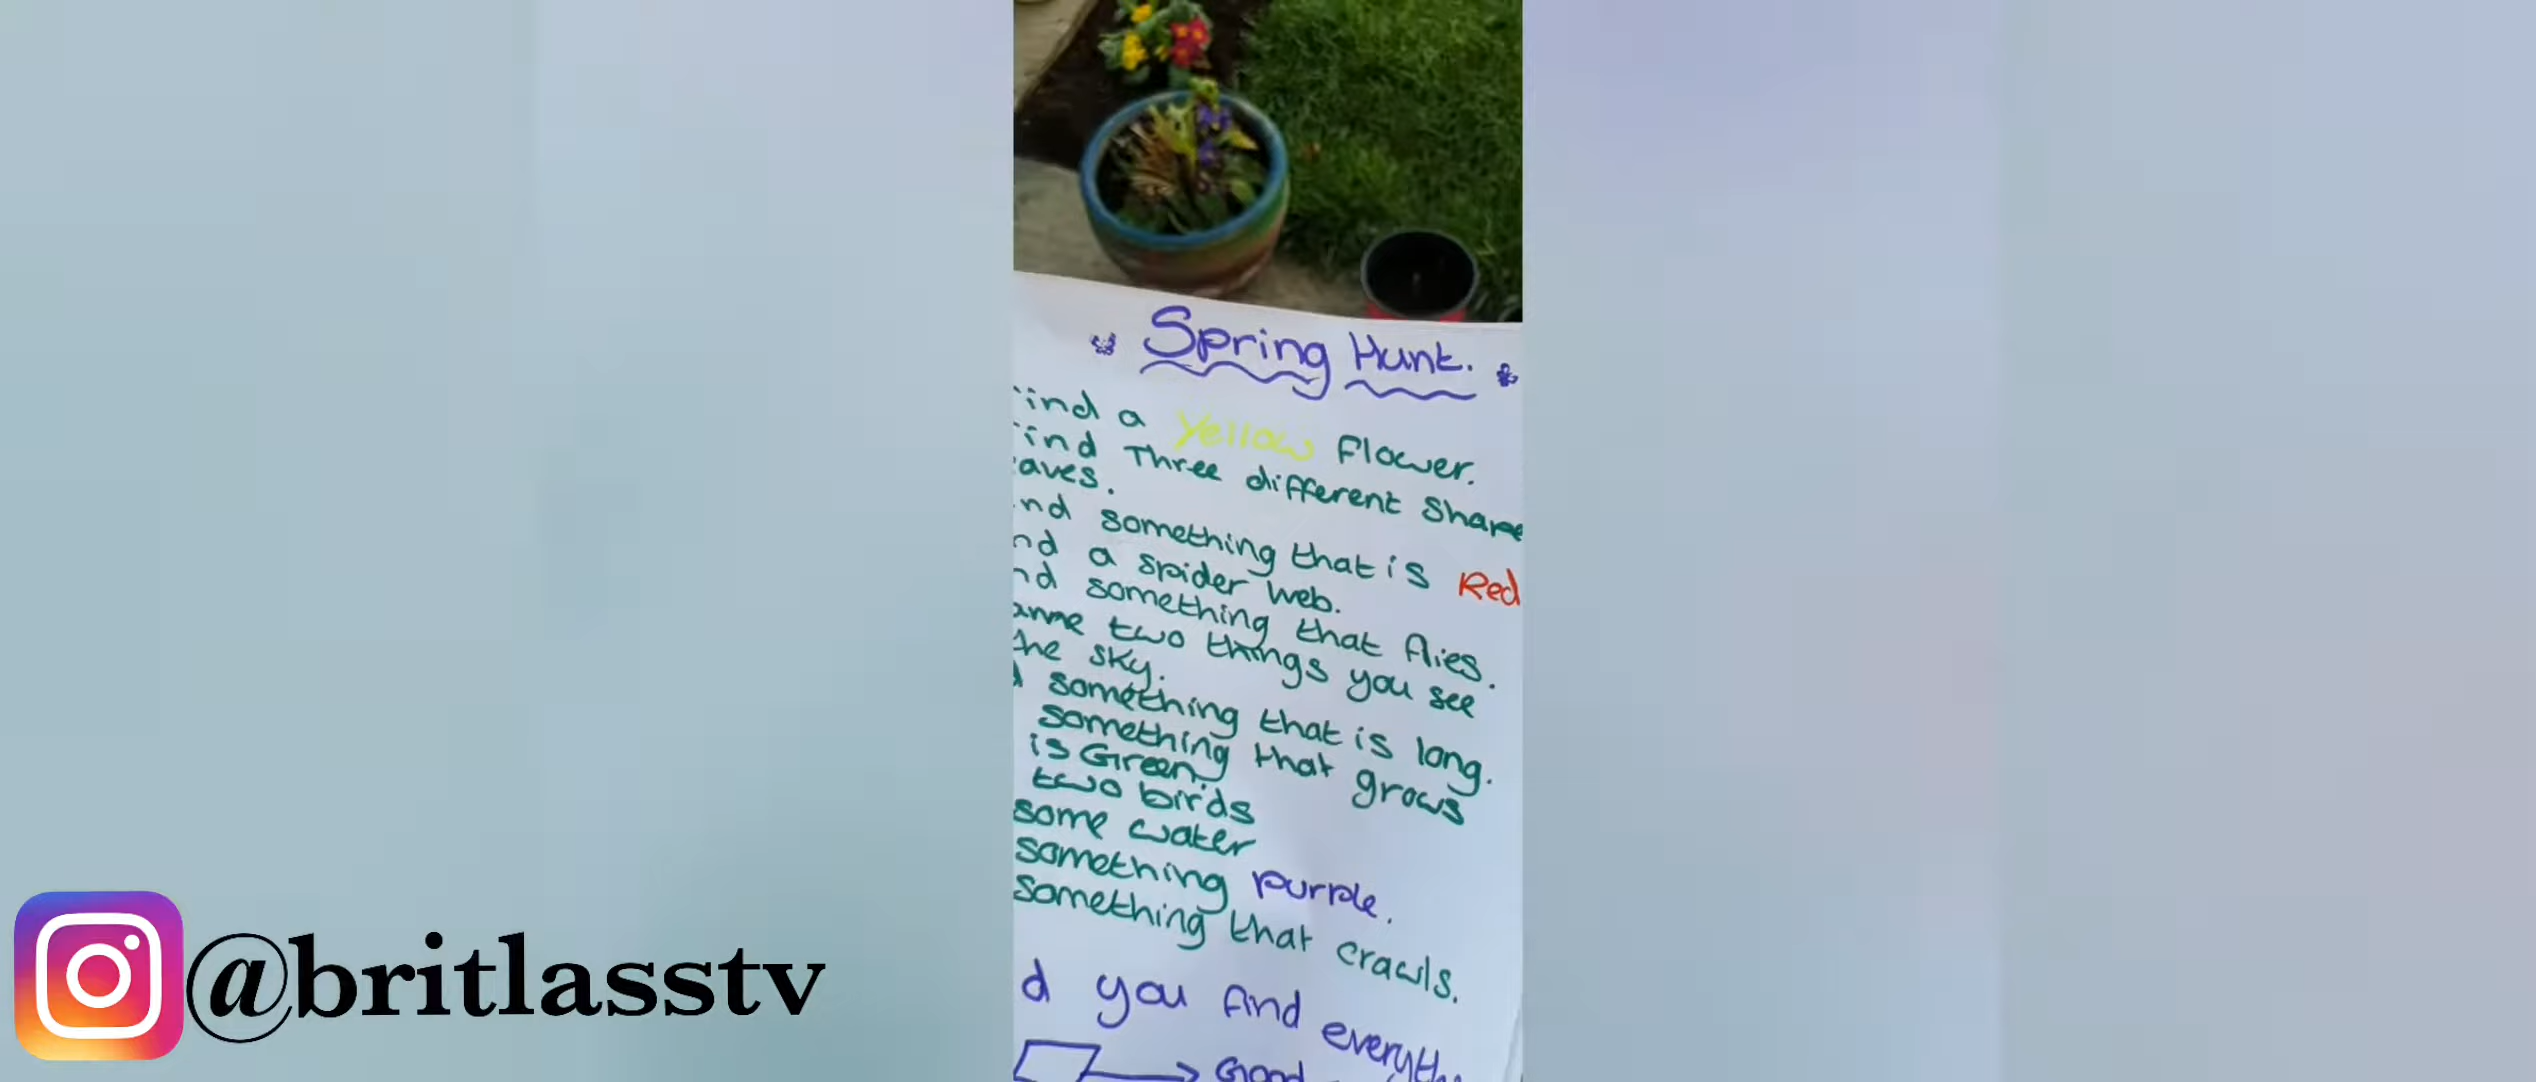 Spring Hunt.
ind a Yellow flower.
ind Three different Shape
aves.
nd something that is Red
nd a spider web.
nd something that flies.
ame two things you see
the sky.
something that is long.
something that grows
is Green.
two birds
some water
something purple.
something that crawls.
d you find everyth
Good
@britlasstv